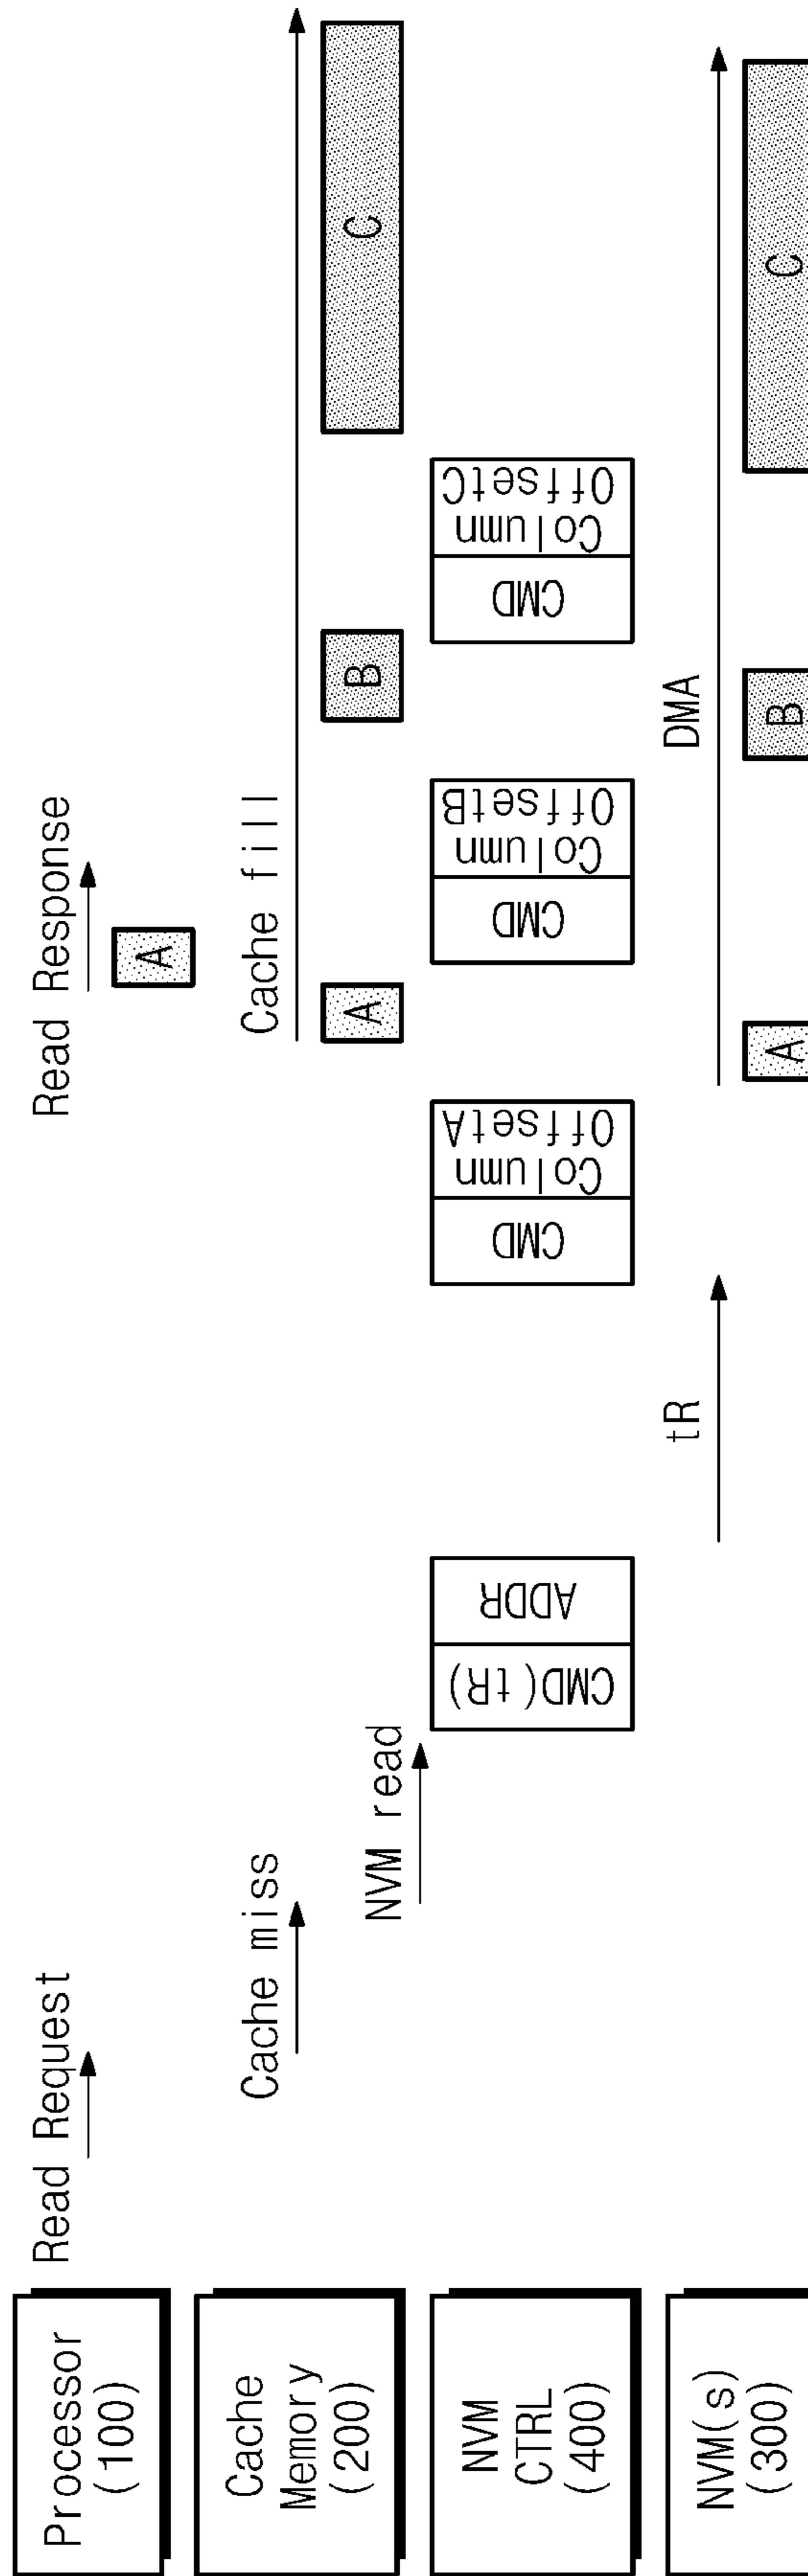 Processor
(100)
Read Request
Read Response
A
Cache
Memory
(200)
Cache miss
Cache fill
A
B
C
NVM
CTRL
(400)
NVM read
CMD(tR)
ADDR
CMD
Column
OffsetA
CMD
Column
OffsetB
CMD
Column
OffsetC
NVM(s)
(300)
tR
DMA
A
B
C